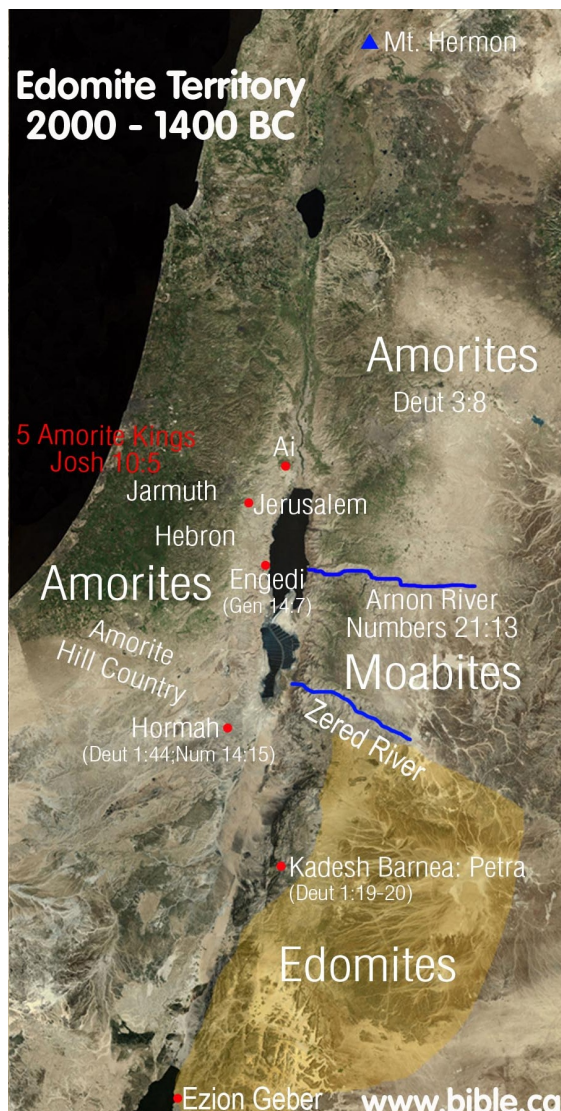 Mt. Hermon
Edomite Territory
2000 - 1400 BC
Amorites
Deut 3:8
5 Amorite Kings
Josh 10:5
Ai
Jarmuth
Jerusalem
Hebron
Engedi
(Gen 14:7)
Amorites
Arnon River
Numbers 21:13
Amorite
Hill Country
Moabites
Zered River
Hormah
(Deut 1:44;Num 14:15)
Kadesh Barnea: Petra
(Deut 1:19-20)
Edomites
Ezion Geber
www.bible.ca